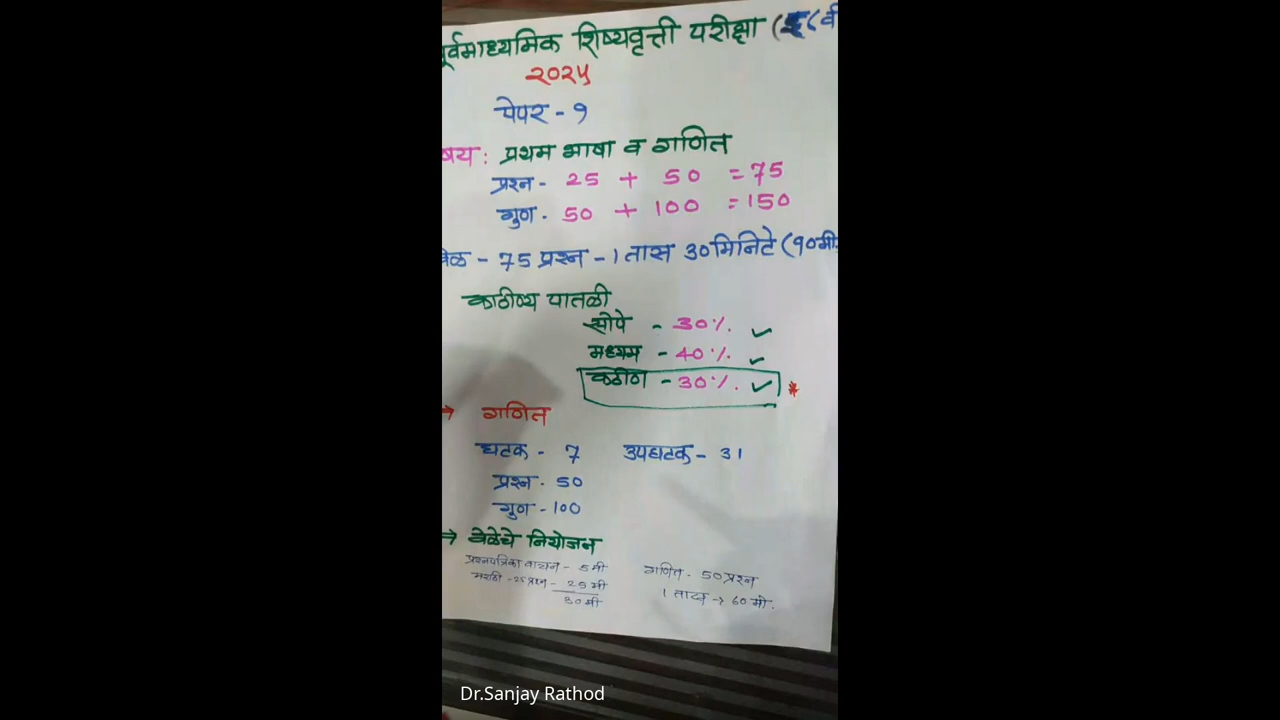 पूर्वमाध्यमिक शिष्यवृत्ती परीक्षा (इ८वी
२०२५
पेपर - १
षय : प्रथम भाषा व गणित
प्रश्न - 25 + 50 = 75
गुण - 50 + 100 = 150
वेळ - 75 प्रश्न - 1 तास 30 मिनिटे (१० मी
काठीण्य पातळी
सोपे - 30%. ✓
मध्यम - 40%. ✓
कठीण - 30%. ✓ *
→ गणित
घटक - 7 उपघटक - 31
प्रश्न - 50
गुण - 100
⇒ वेळेचे नियोजन
प्रश्नपत्रिका वाचन - 5 मी
मराठी - 25 प्रश्न - 25 मी
30 मी
गणित - 50 प्रश्न
1 तास → 60 मी.
Dr.Sanjay Rathod